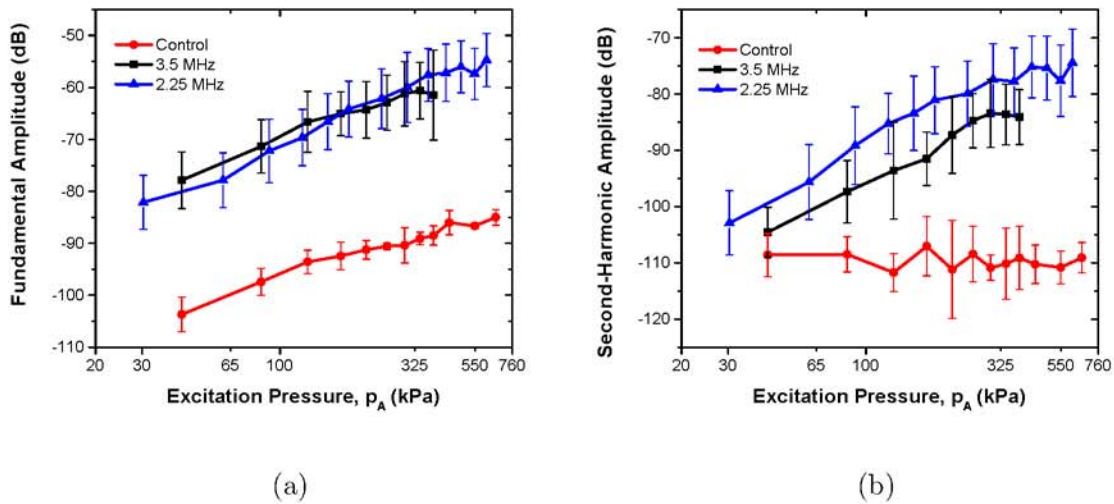 (a)
Fundamental Amplitude (dB)
-50
-60
-70
-80
-90
-100
-110
Control
3.5 MHz
2.25 MHz
20 30 65 100 325 550 760
Excitation Pressure, pA (kPa)
(b)
Second-Harmonic Amplitude (dB)
-70
-80
-90
-100
-110
-120
Control
3.5 MHz
2.25 MHz
20 30 65 100 325 550 760
Excitation Pressure, pA (kPa)